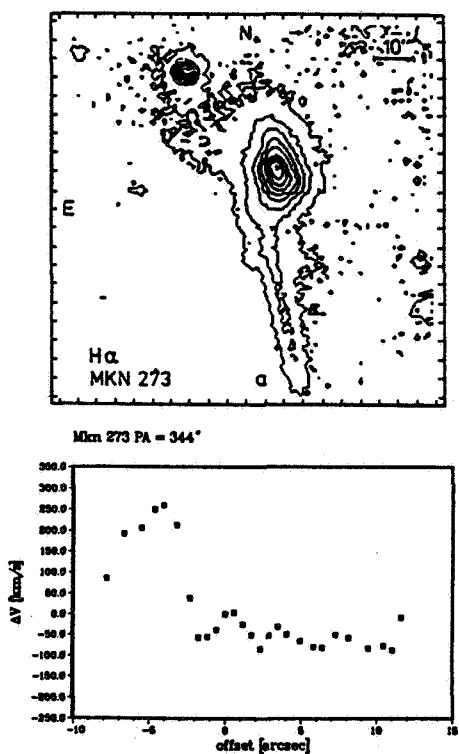 N
10"
E
Hα
MKN 273
a
Mkn 273 PA = 344°
350.0
300.0
250.0
200.0
150.0
100.0
50.0
0.0
-50.0
-100.0
-150.0
-200.0
-250.0
ΔV [km/s]
-10 -5 0 5 10 15
offset [arcsec]